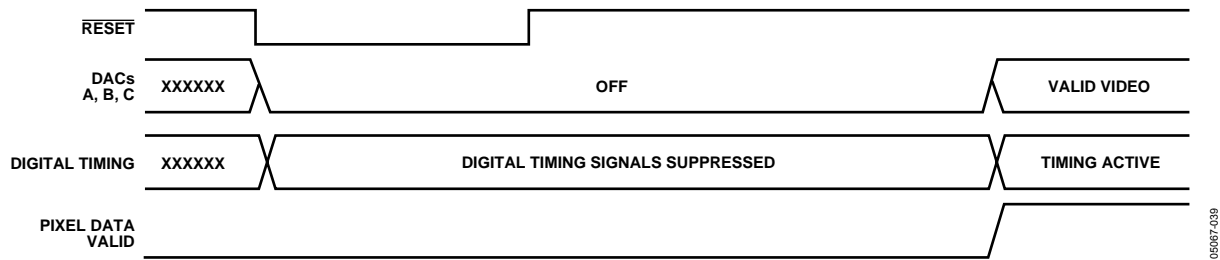 RESET
DACs
A, B, C
XXXXXX
OFF
VALID VIDEO
DIGITAL TIMING
XXXXXX
DIGITAL TIMING SIGNALS SUPPRESSED
TIMING ACTIVE
PIXEL DATA
VALID
05067-039